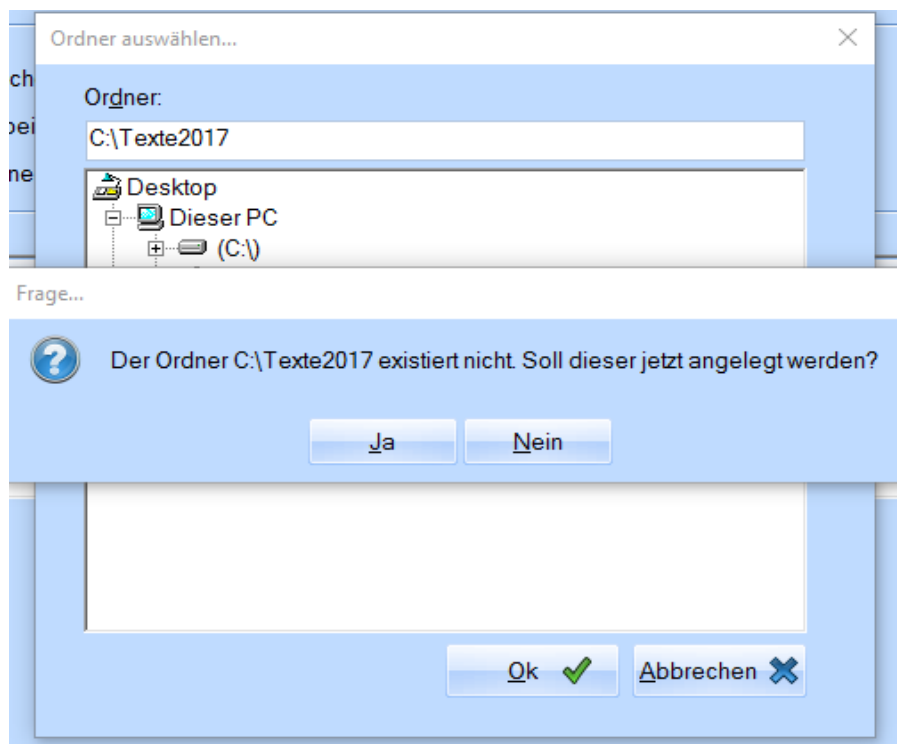 Ordner auswählen...
Ordner:
C:\Texte2017
Desktop
Dieser PC
(C:\)
Frage...
Der Ordner C:\Texte2017 existiert nicht. Soll dieser jetzt angelegt werden?
Ja
Nein
Ok
Abbrechen